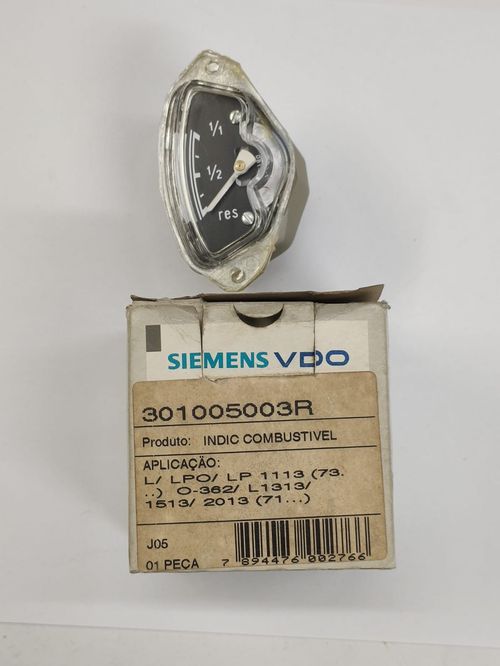 1/1
1/2
res
SIEMENS VDO
301005003R
Produto: INDIC COMBUSTIVEL
APLICAÇÃO:
L/ LPO/ LP 1113 (73.
..) O-362/ L1313/
1513/ 2013 (71...)
J05
01 PEÇA
7 894476 002766